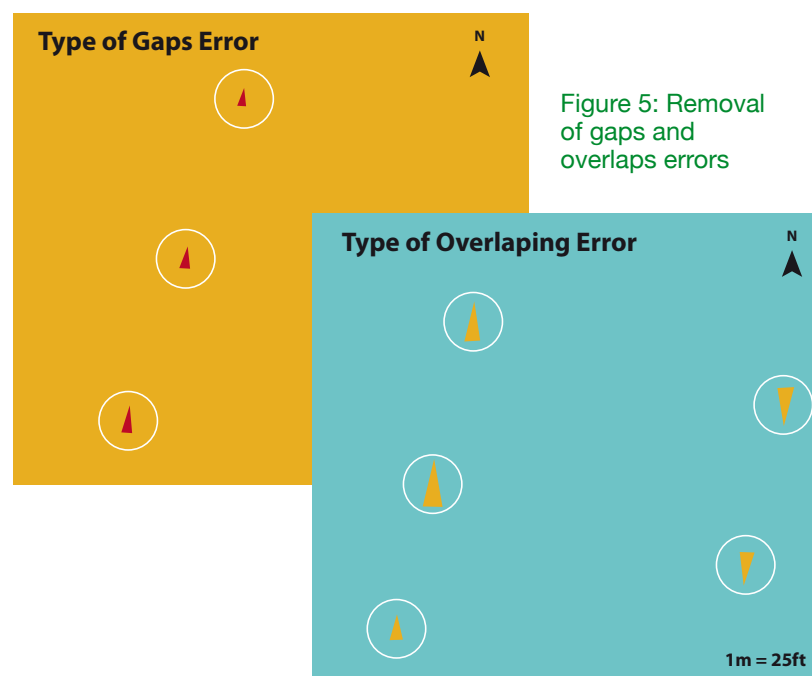 Type of Gaps Error
N
Figure 5: Removal
of gaps and
overlaps errors
Type of Overlaping Error
N
1m = 25ft